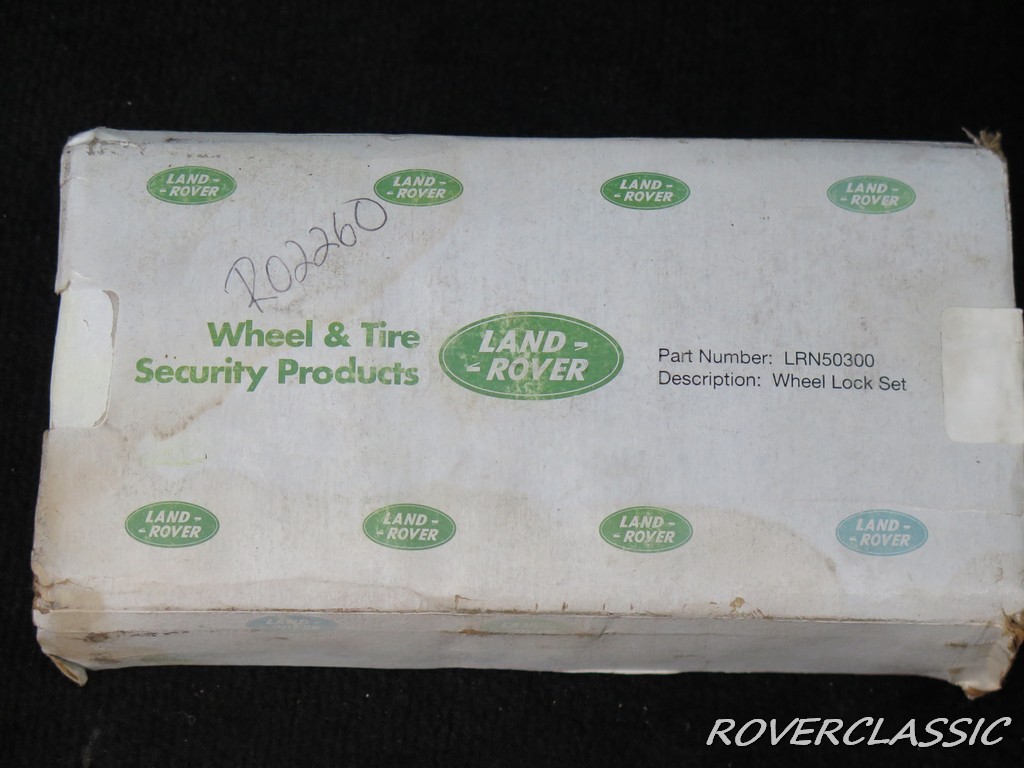 LAND -
- ROVER
LAND -
- ROVER
LAND -
- ROVER
LAND -
- ROVER
R02260
Wheel & Tire
Security Products
LAND -
- ROVER
Part Number: LRN50300
Description: Wheel Lock Set
LAND -
- ROVER
LAND -
- ROVER
LAND -
- ROVER
LAND -
- ROVER
LAND -
ROVERCLASSIC